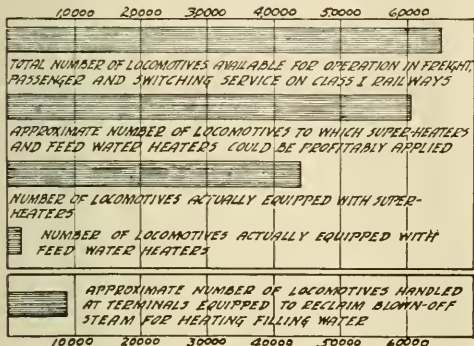 10000 20000 30000 40000 50000 60000
TOTAL NUMBER OF LOCOMOTIVES AVAILABLE FOR OPERATION IN FREIGHT,
PASSENGER AND SWITCHING SERVICE ON CLASS I RAILWAYS
APPROXIMATE NUMBER OF LOCOMOTIVES TO WHICH SUPER-HEATERS
AND FEED WATER HEATERS COULD BE PROFITABLY APPLIED
NUMBER OF LOCOMOTIVES ACTUALLY EQUIPPED WITH SUPER-
HEATERS
NUMBER OF LOCOMOTIVES ACTUALLY EQUIPPED WITH
FEED WATER HEATERS
APPROXIMATE NUMBER OF LOCOMOTIVES HANDLED
AT TERMINALS EQUIPPED TO RECLAIM BLOWN-OFF
STEAM FOR HEATING FILLING WATER
10000 20000 30000 40000 50000 60000